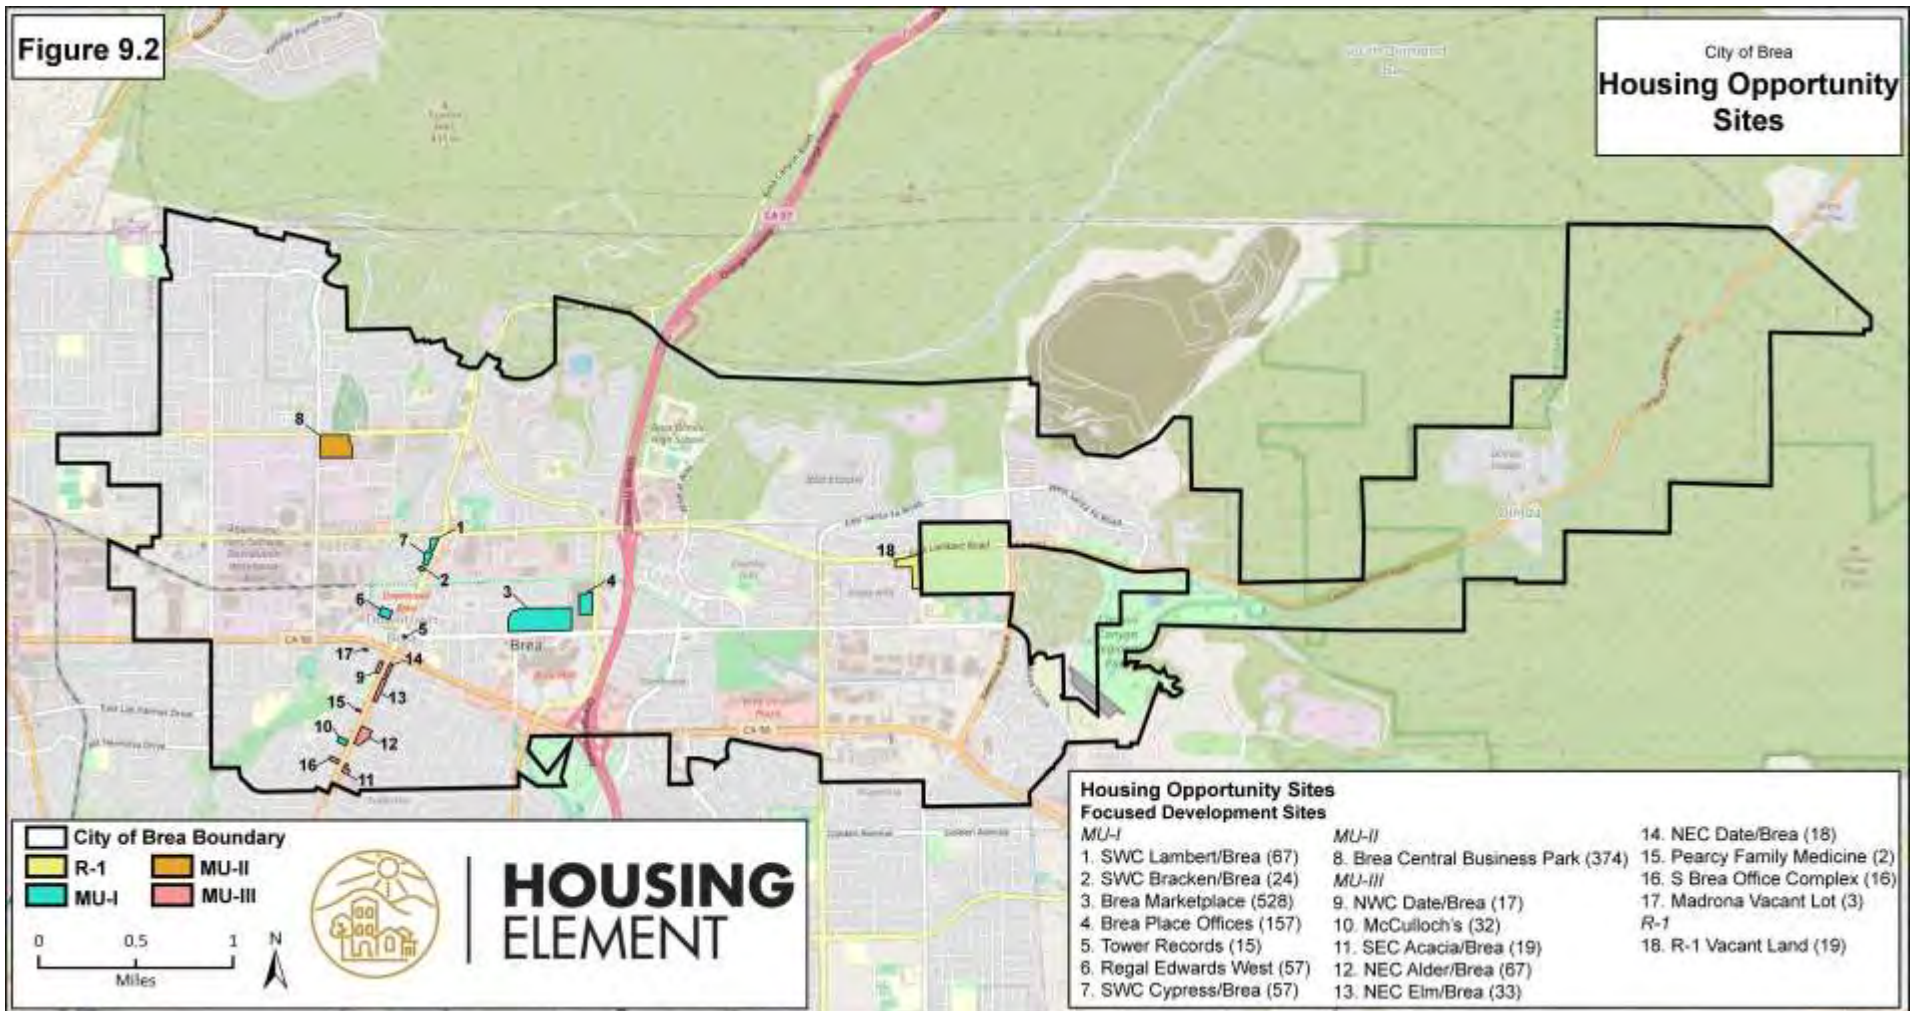 Figure 9.2
City of Brea
Housing Opportunity
Sites
CA 57
8
1
7
2
18
6
3
4
5
CA 90
Brea
17
14
9
13
15
10
12
16
11
CA 90
East Lambert Road
Olinda
City of Brea Boundary
R-1
MU-II
MU-I
MU-III
0 0.5 1
Miles
N
HOUSING
ELEMENT
Housing Opportunity Sites
Focused Development Sites
MU-I
1. SWC Lambert/Brea (67)
2. SWC Bracken/Brea (24)
3. Brea Marketplace (528)
4. Brea Place Offices (157)
5. Tower Records (15)
6. Regal Edwards West (57)
7. SWC Cypress/Brea (57)
MU-II
8. Brea Central Business Park (374)
MU-III
9. NWC Date/Brea (17)
10. McCulloch's (32)
11. SEC Acacia/Brea (19)
12. NEC Alder/Brea (67)
13. NEC Elm/Brea (33)
14. NEC Date/Brea (18)
15. Pearcy Family Medicine (2)
16. S Brea Office Complex (16)
17. Madrona Vacant Lot (3)
R-1
18. R-1 Vacant Land (19)